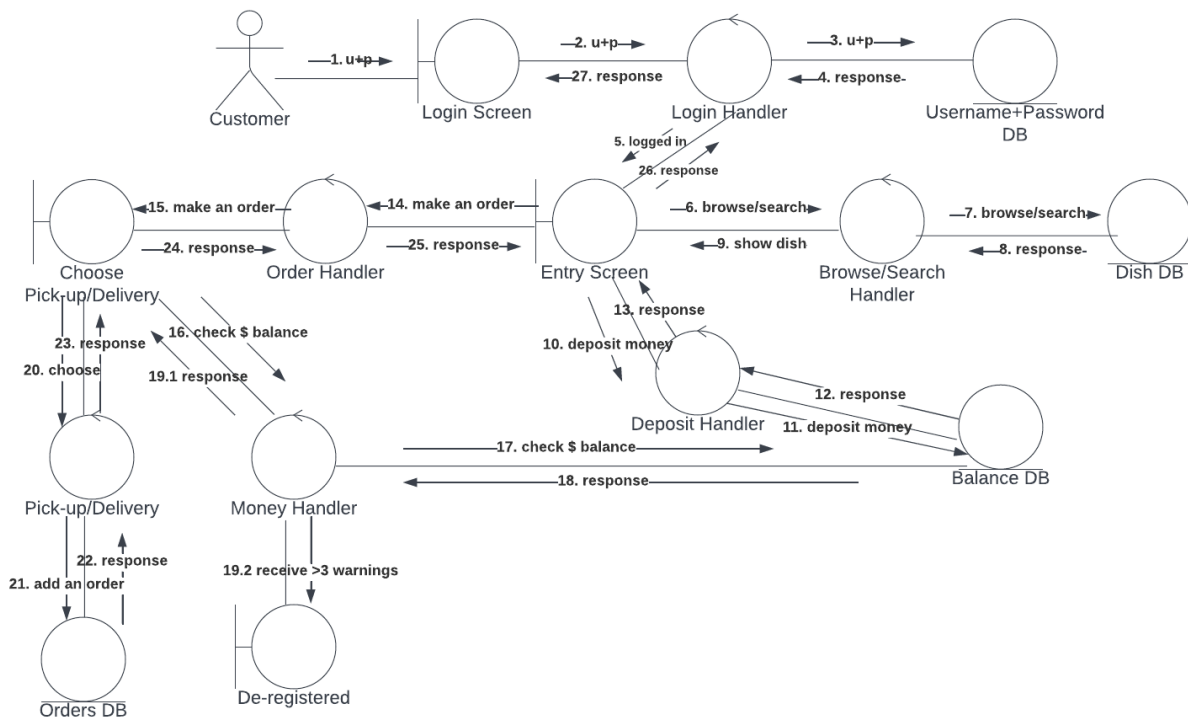 1. u+p
2. u+p
3. u+p
27. response
4. response-
Customer
Login Screen
Login Handler
Username+Password
DB
5. logged in
26. response
15. make an order
14. make an order
6. browse/search
7. browse/search
24. response
25. response
9. show dish
8. response-
Choose
Pick-up/Delivery
Order Handler
Entry Screen
Browse/Search
Handler
Dish DB
13. response
16. check $ balance
23. response
10. deposit money
20. choose
19.1 response
12. response
Deposit Handler
11. deposit money
17. check $ balance
18. response
Balance DB
Pick-up/Delivery
Money Handler
22. response
19.2 receive >3 warnings
21. add an order
De-registered
Orders DB